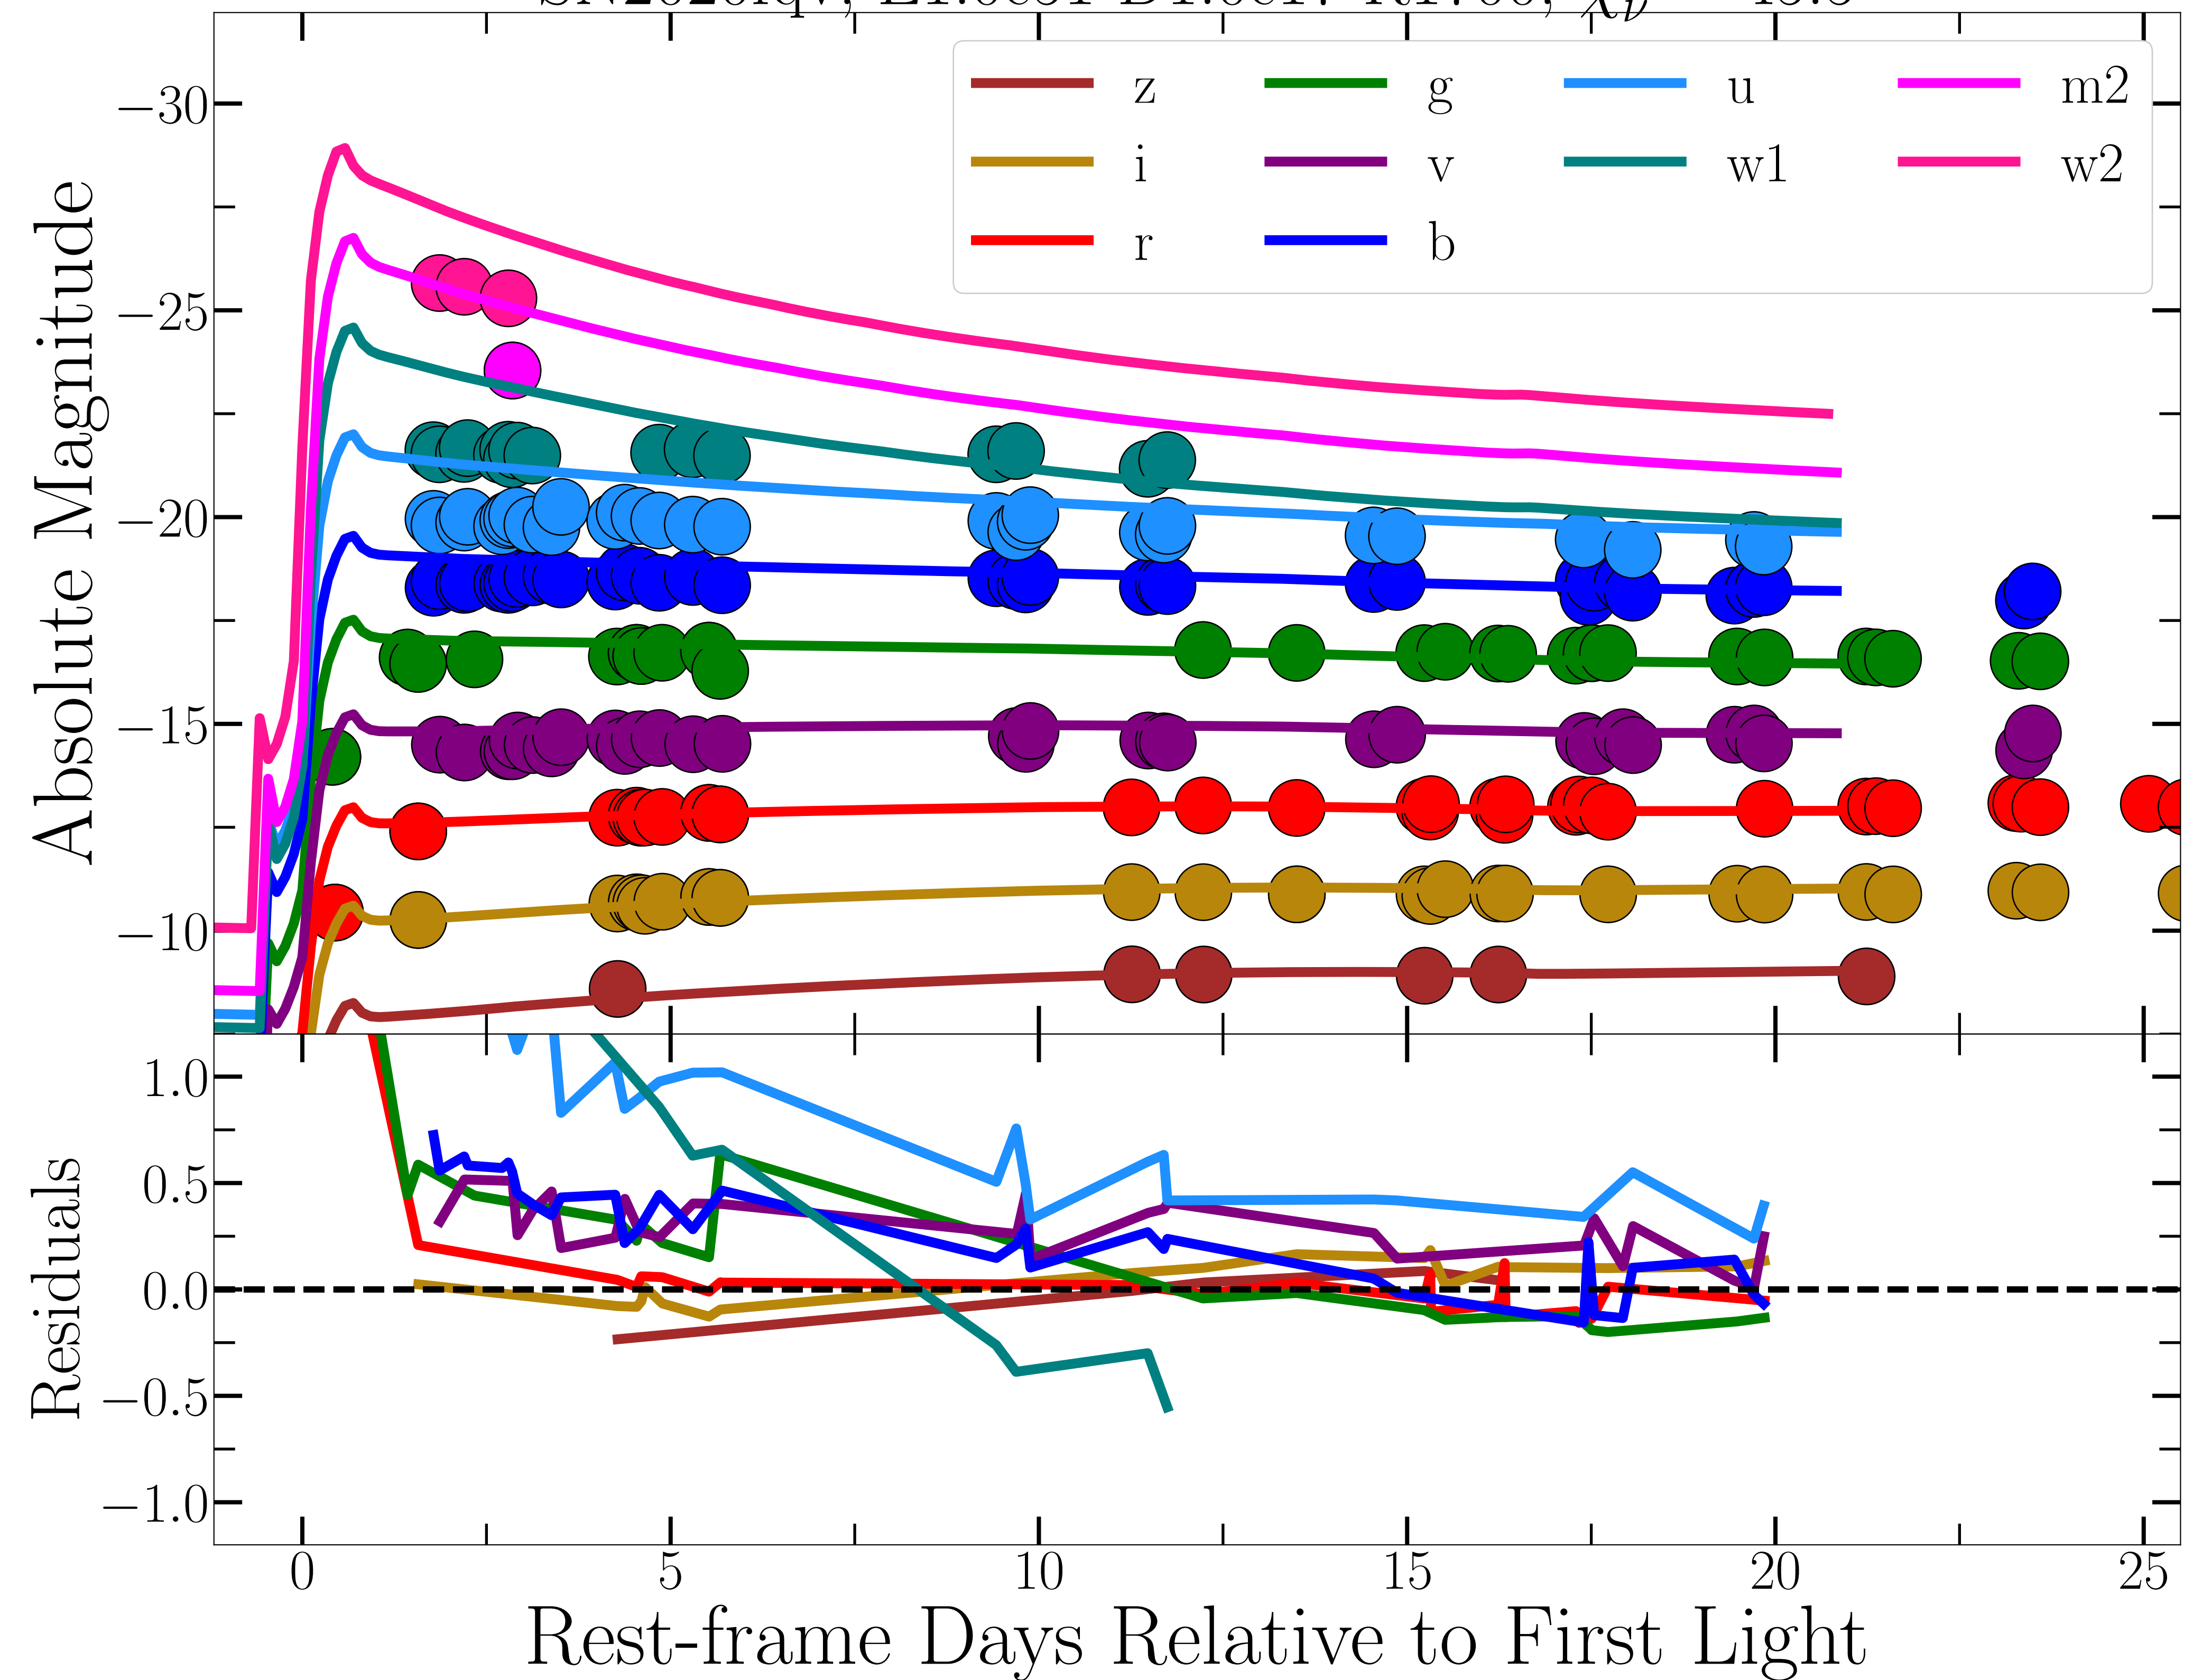 −30
−25
−20
−15
−10
Absolute Magnitude
z g u m2
i v w1 w2
r b
1.0
0.5
0.0
−0.5
−1.0
Residuals
0 5 10 15 20 25
Rest-frame Days Relative to First Light